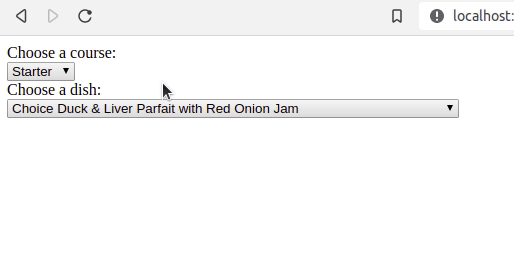 localhost:
Choose a course:
Starter
Choose a dish:
Choice Duck & Liver Parfait with Red Onion Jam